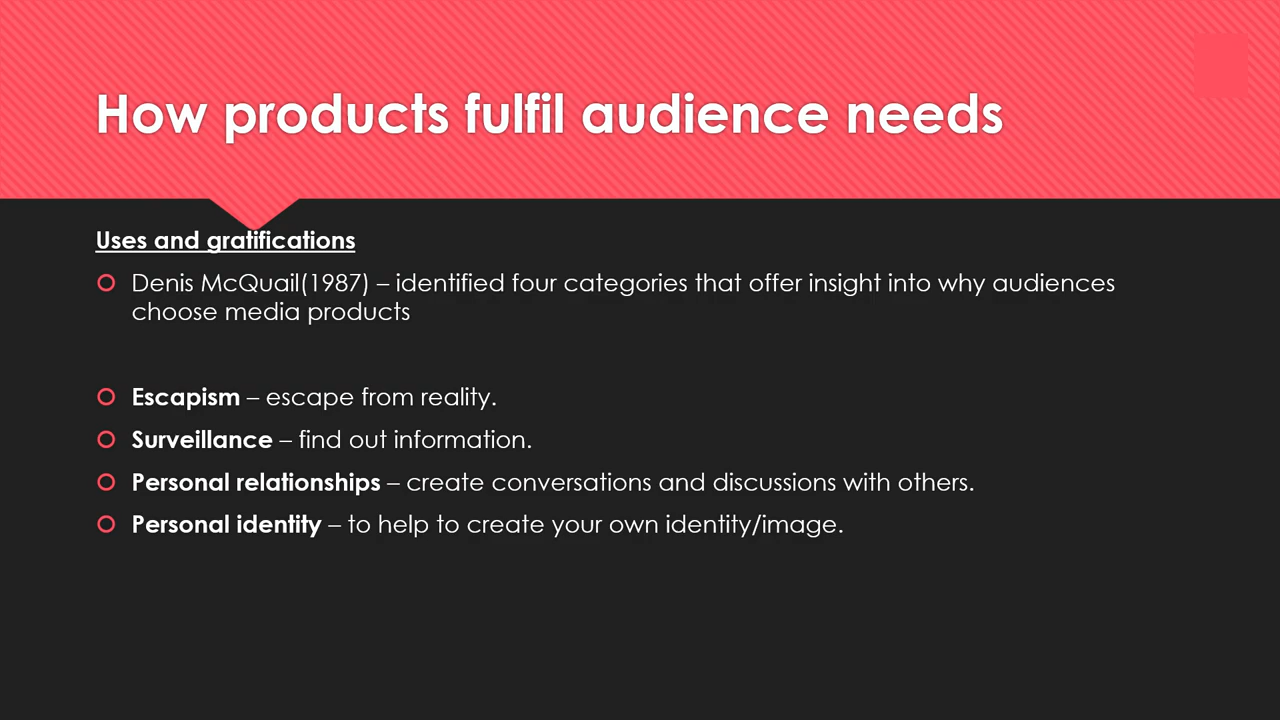 How products fulfil audience needs
Uses and gratifications
Denis McQuail(1987) – identified four categories that offer insight into why audiences
choose media products
Escapism – escape from reality.
Surveillance – find out information.
Personal relationships – create conversations and discussions with others.
Personal identity – to help to create your own identity/image.